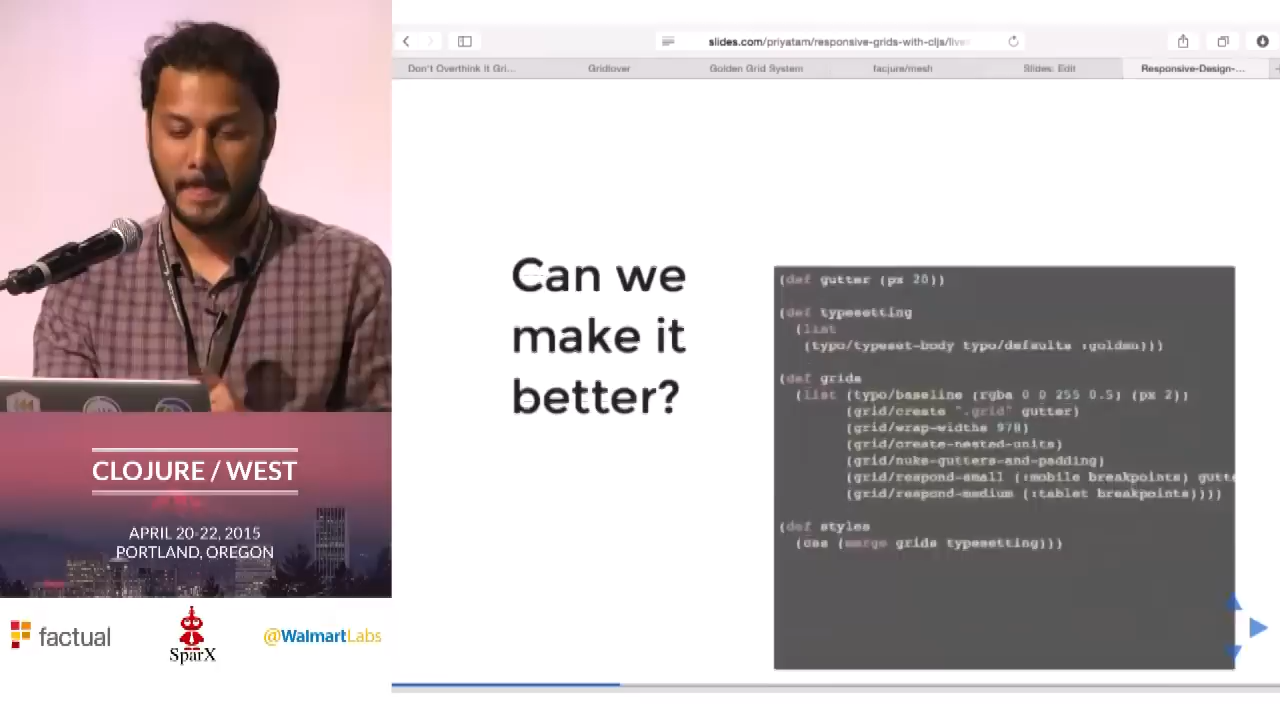 slides.com/priyatam/responsive-grids-with-cljs/live
Don't Overthink It Gri... Gridlover Golden Grid System facjure/mesh Slides: Edit Responsive-Design-...
Can we
make it
better?
(def gutter (px 20))
(def typesetting
(list
(typo/typeset-body typo/defaults :golden)))
(def grids
(list (typo/baseline (rgba 0 0 255 0.5) (px 2))
(grid/create ".grid" gutter)
(grid/wrap-widths 978)
(grid/create-nested-units)
(grid/nuke-gutters-and-padding)
(grid/respond-small (:mobile breakpoints) gutte
(grid/respond-medium (:tablet breakpoints))))
(def styles
(css (merge grids typesetting)))
CLOJURE / WEST
APRIL 20-22, 2015
PORTLAND, OREGON
factual
SparX
@WalmartLabs